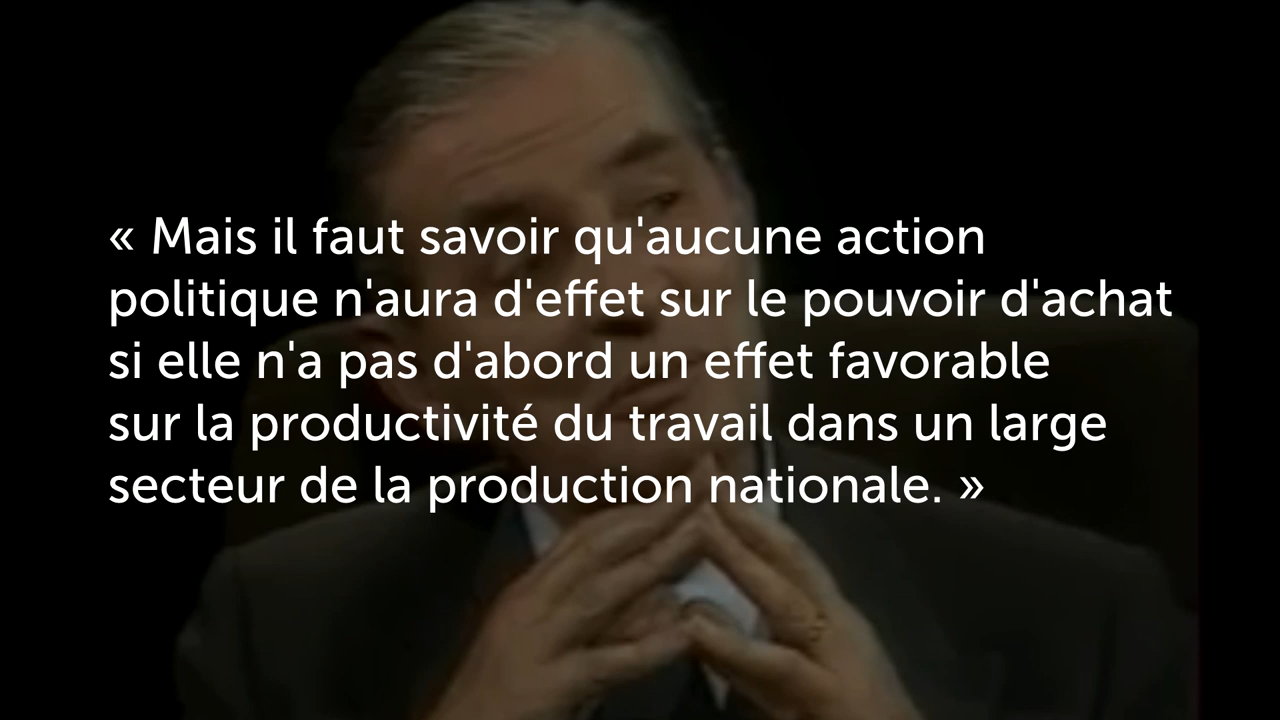 « Mais il faut savoir qu'aucune action
politique n'aura d'effet sur le pouvoir d'achat
si elle n'a pas d'abord un effet favorable
sur la productivité du travail dans un large
secteur de la production nationale. »